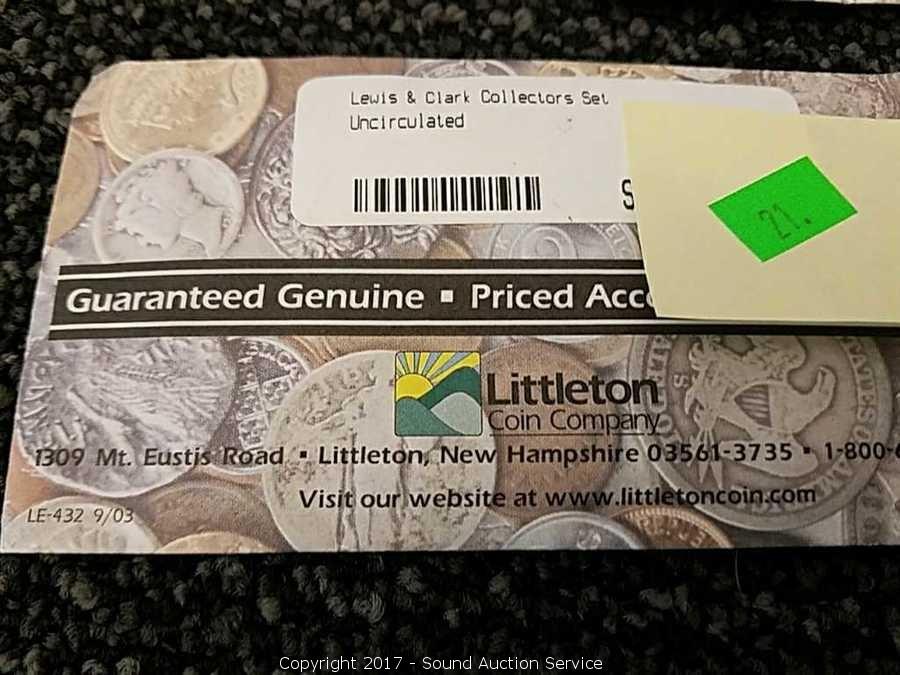 Lewis & Clark Collectors Set
Uncirculated
S
21.
Guaranteed Genuine ▪ Priced Acc
Littleton
Coin Company
1309 Mt. Eustis Road ▪ Littleton, New Hampshire 03561-3735 ▪ 1-800-6
Visit our website at www.littletoncoin.com
LE-432 9/03
Copyright 2017 - Sound Auction Service